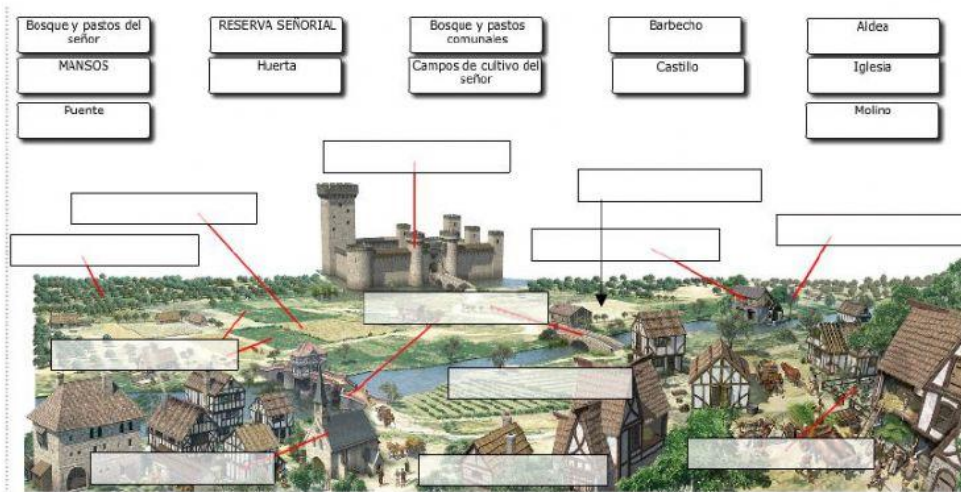 Bosque y pastos del
señor
RESERVA SEÑORIAL
Bosque y pastos
comunales
Barbecho
Aldea
MANSOS
Huerta
Campos de cultivo del
señor
Castillo
Iglesia
Puente
Molino